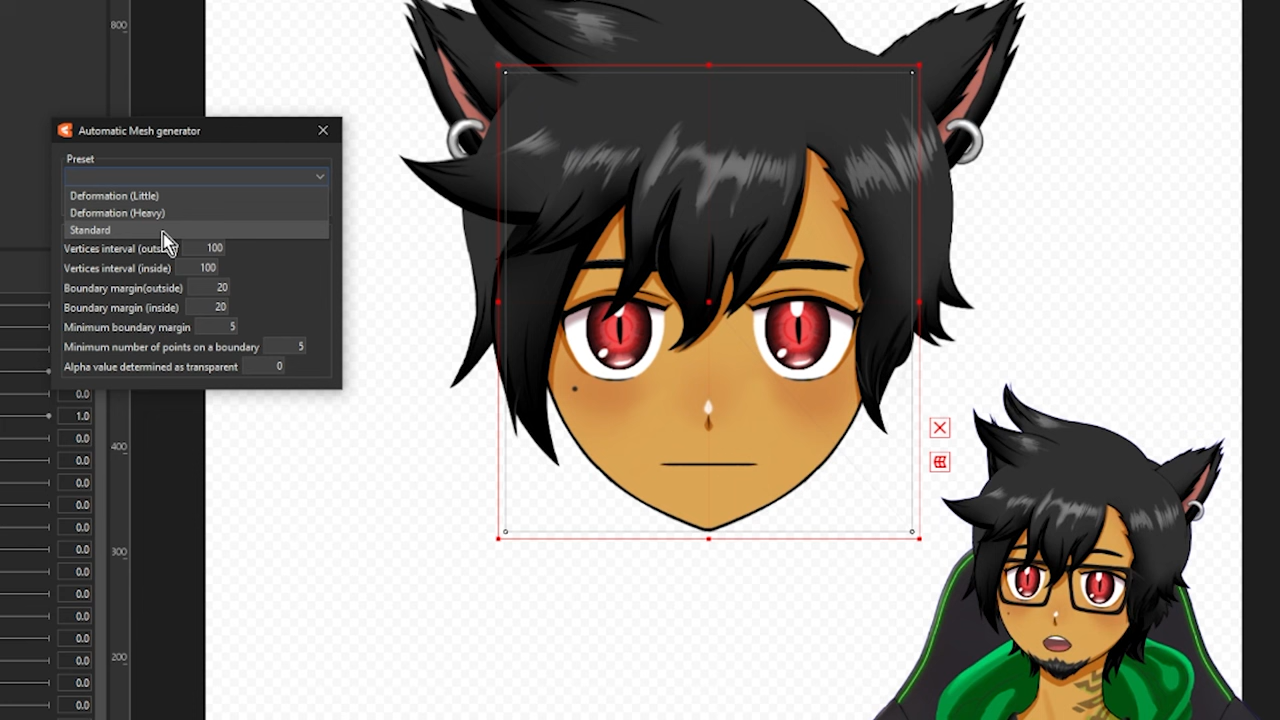 800
Automatic Mesh generator
Preset
Deformation (Little)
Deformation (Heavy)
Standard
Vertices interval (outs
100
Vertices interval (inside)
100
Boundary margin(outside)
20
Boundary margin (inside)
20
Minimum boundary margin
5
Minimum number of points on a boundary
5
Alpha value determined as transparent
0
0.0
1.0
0.0
400
0.0
0.0
0.0
0.0
300
0.0
0.0
0.0
0.0
0.0
200
0.0
0.0
0.0